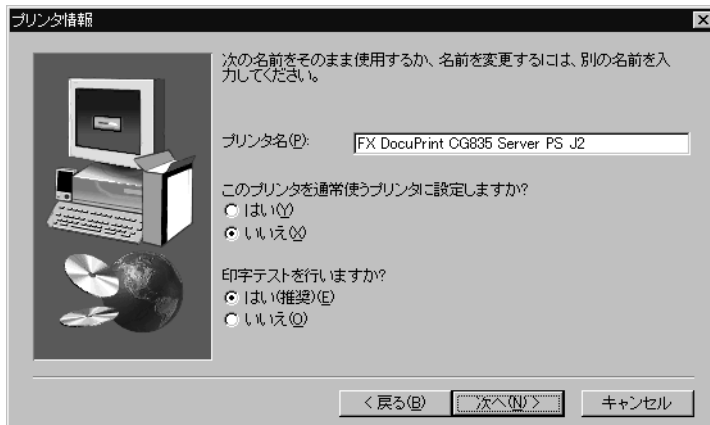 プリンタ情報
次の名前をそのまま使用するか、名前を変更するには、別の名前を入
力してください。
プリンタ名(P): FX DocuPrint CG835 Server PS J2
このプリンタを通常使うプリンタに設定しますか?
はい(Y)
いいえ(X)
印字テストを行いますか?
はい(推奨)(E)
いいえ(O)
< 戻る(B) 次へ(N) > キャンセル